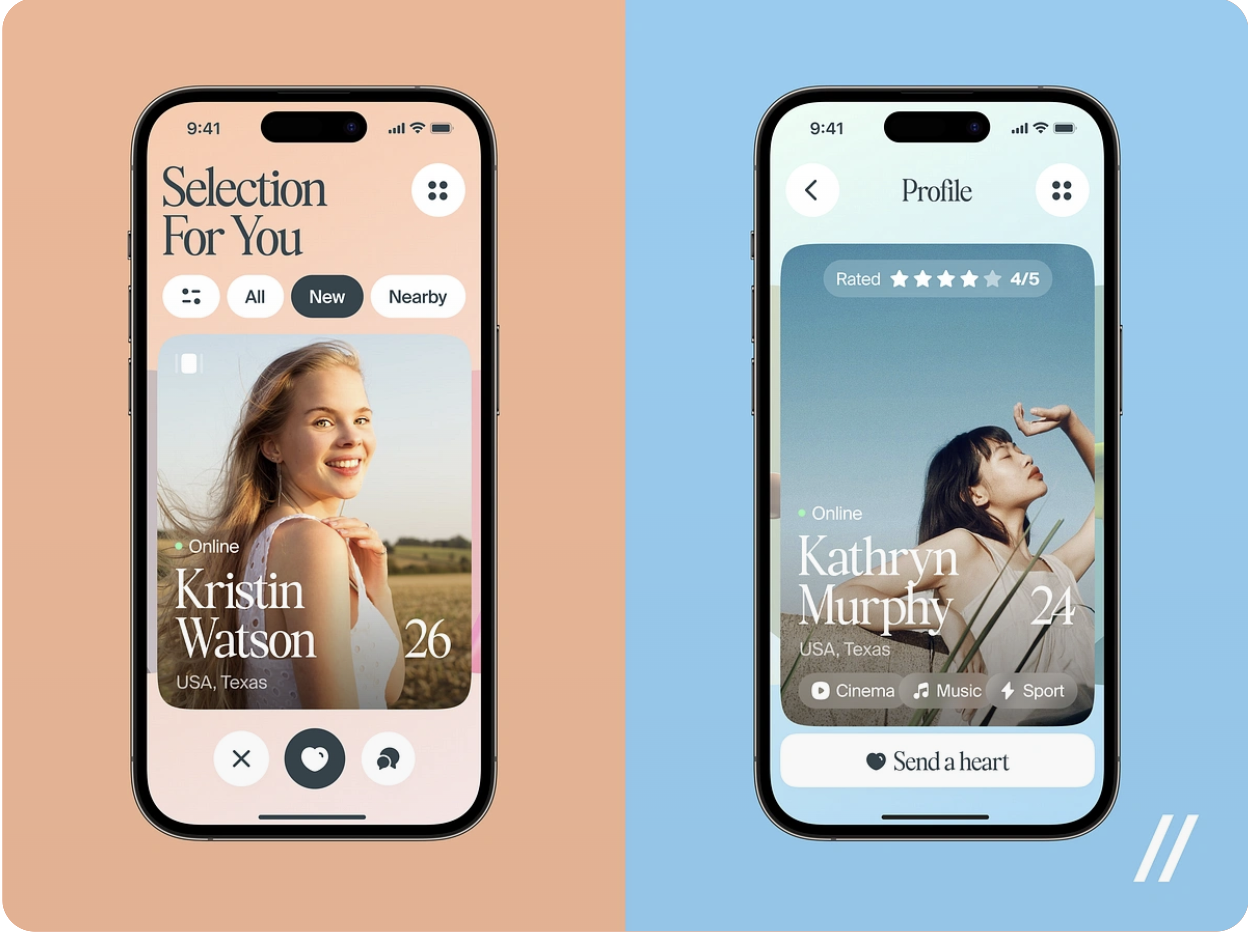 9:41
Selection
For You
All
New
Nearby
Online
Kristin
Watson
26
USA, Texas
9:41
Profile
Rated
4/5
Online
Kathryn
Murphy
24
USA, Texas
Cinema
Music
Sport
Send a heart